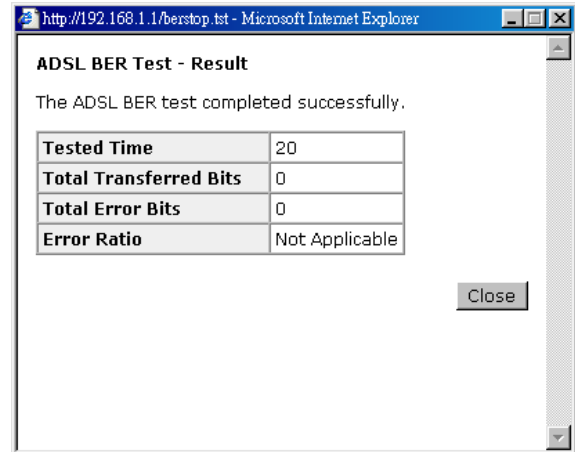 http://192.168.1.1/berstop.tst - Microsoft Internet Explorer
ADSL BER Test - Result
The ADSL BER test completed successfully.
Tested Time 20
Total Transferred Bits 0
Total Error Bits 0
Error Ratio Not Applicable
Close